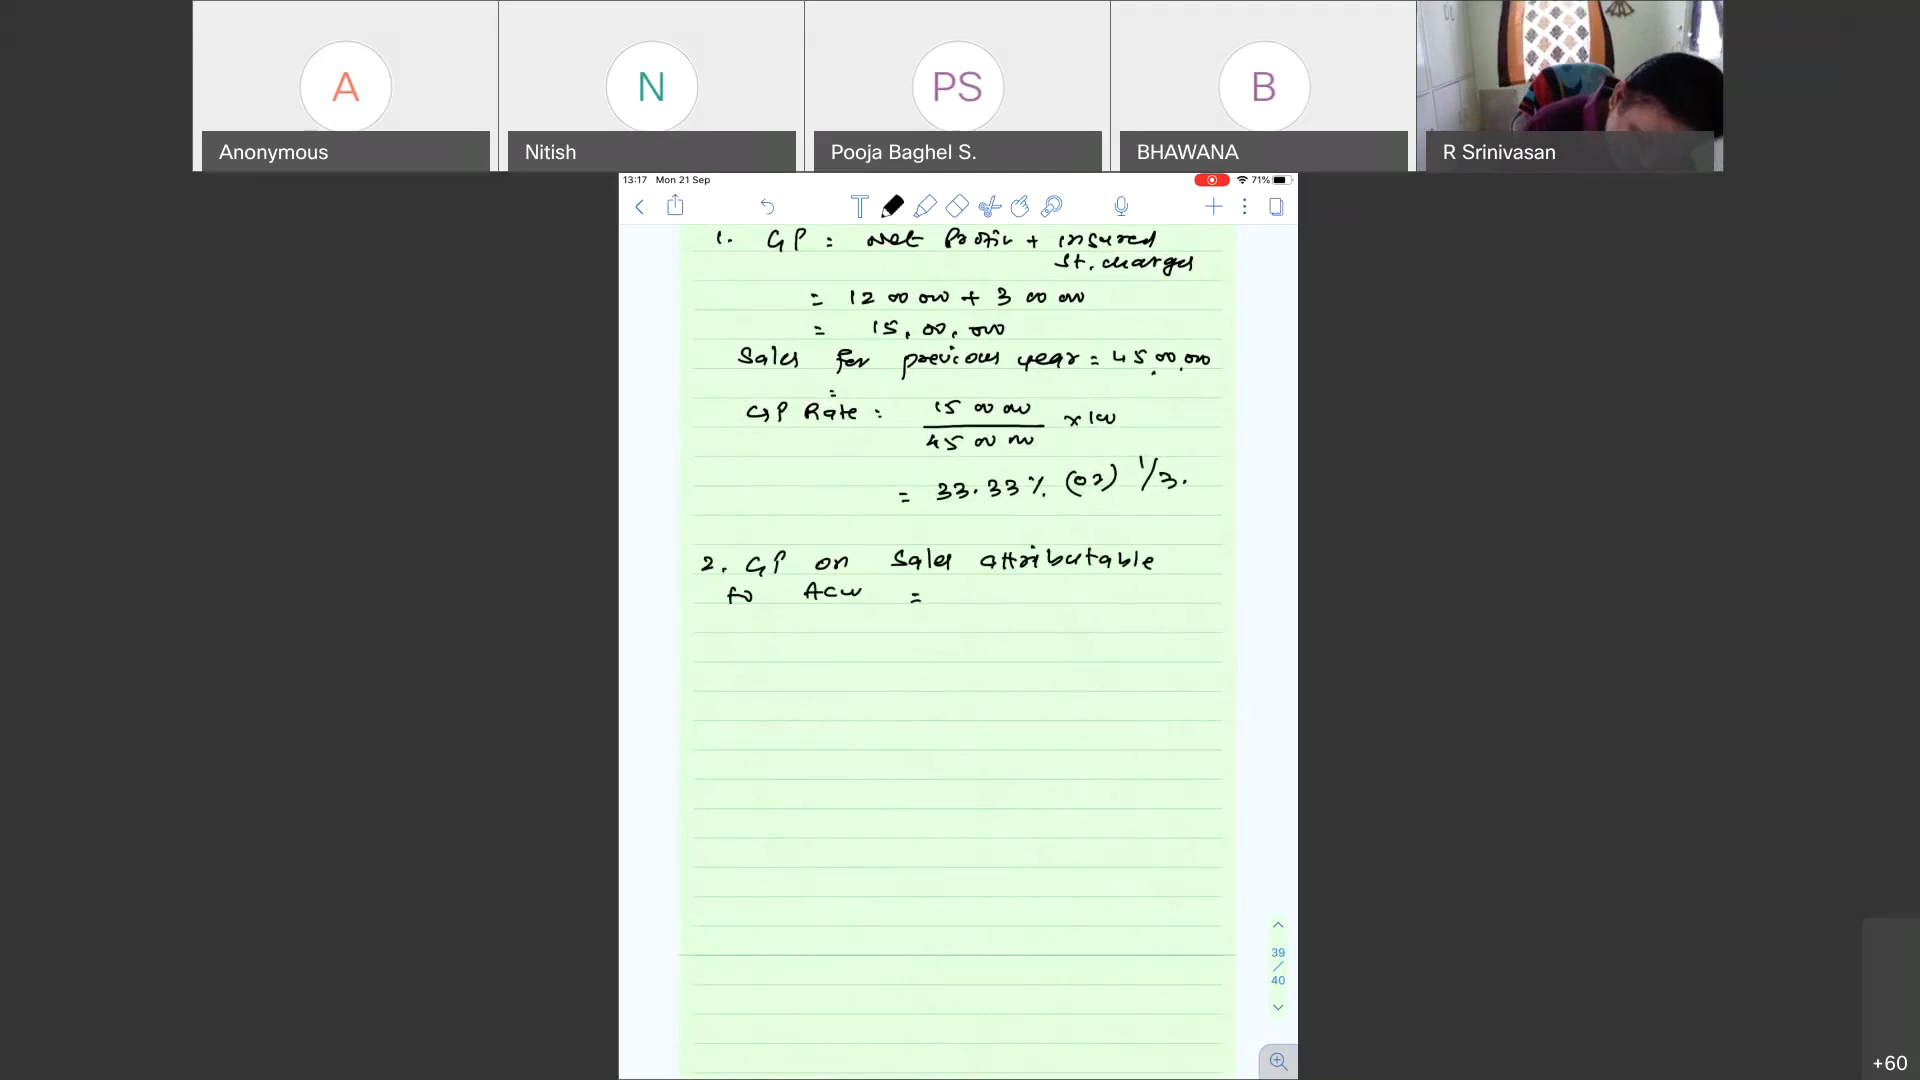 A
N
PS
B
Anonymous
Nitish
Pooja Baghel S.
BHAWANA
R Srinivasan
13:17 Mon 21 Sep
71%
T
1. GP : Net Profit + insured
St. charges
= 12 00 000 + 3 00 000
= 15,00,000
Sales for previous year = 45,00,000
=
GP Rate : 15 00 000 / 45 00 000 x 100
= 33.33% (or) 1/3.
2. GP on Sales attributable
to ACW =
39
/
40
+60